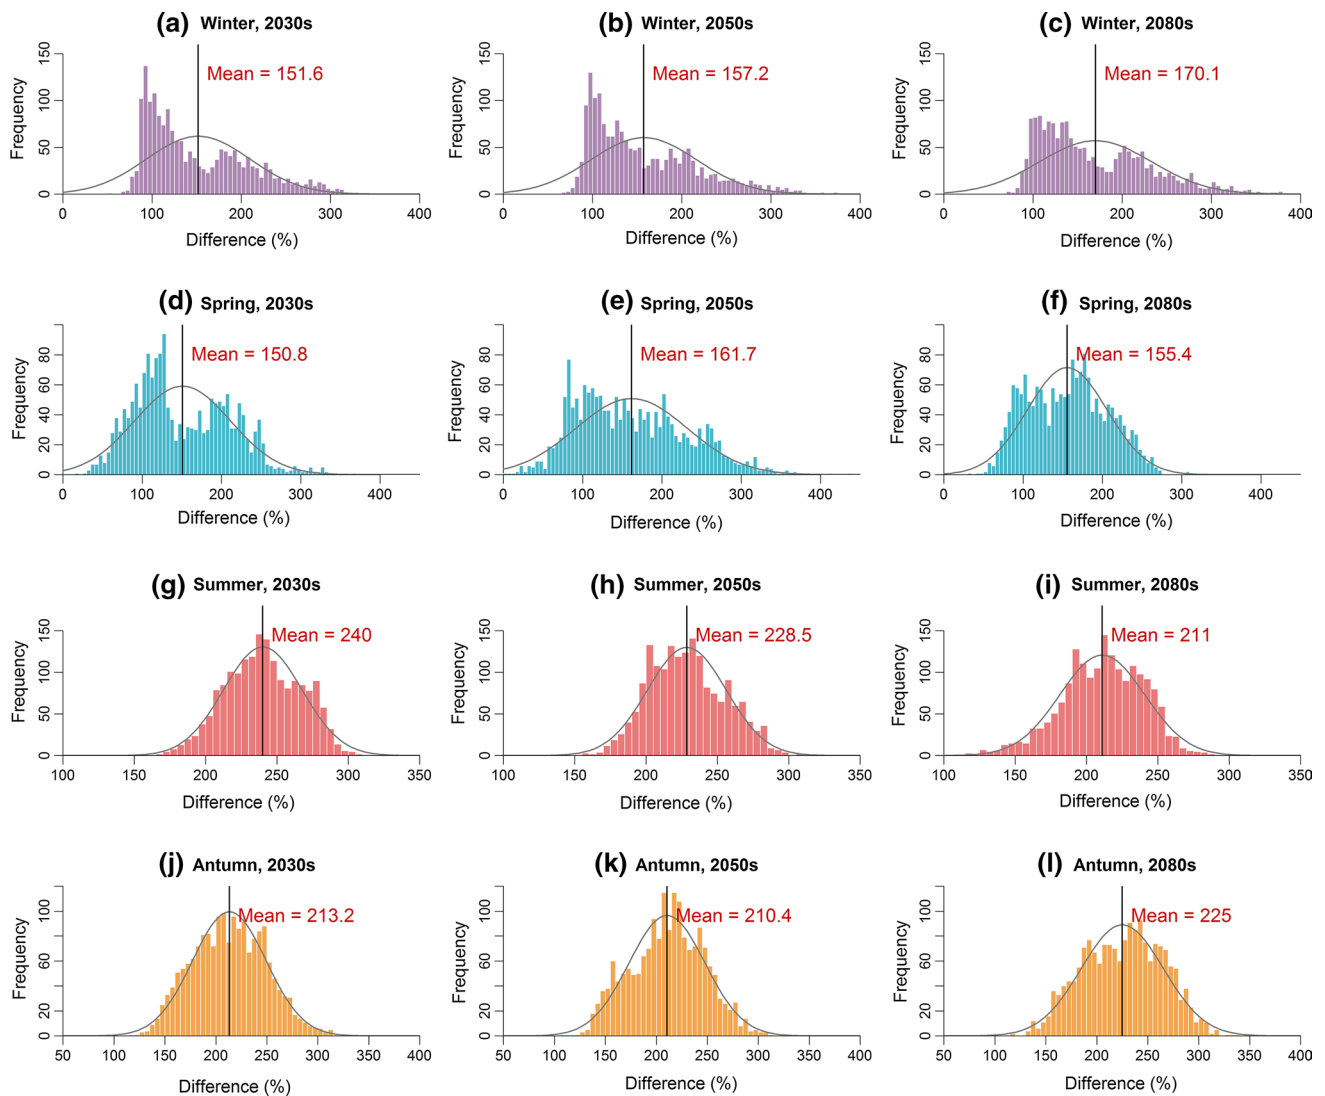 (a) Winter, 2030s
(b) Winter, 2050s
(c) Winter, 2080s
Mean = 151.6
Mean = 157.2
Mean = 170.1
Frequency
0 50 100 150
0 100 200 300 400
Difference (%)
Frequency
0 50 100 150
0 100 200 300 400
Difference (%)
Frequency
0 50 100 150
0 100 200 300 400
Difference (%)
(d) Spring, 2030s
(e) Spring, 2050s
(f) Spring, 2080s
Mean = 150.8
Mean = 161.7
Mean = 155.4
Frequency
0 20 40 60 80
0 100 200 300 400
Difference (%)
Frequency
0 20 40 60 80
0 100 200 300 400
Difference (%)
Frequency
0 20 40 60 80
0 100 200 300 400
Difference (%)
(g) Summer, 2030s
(h) Summer, 2050s
(i) Summer, 2080s
Mean = 240
Mean = 228.5
Mean = 211
Frequency
0 50 100 150
100 150 200 250 300 350
Difference (%)
Frequency
0 50 100 150
100 150 200 250 300 350
Difference (%)
Frequency
0 50 100 150
100 150 200 250 300 350
Difference (%)
(j) Antumn, 2030s
(k) Antumn, 2050s
(l) Antumn, 2080s
Mean = 213.2
Mean = 210.4
Mean = 225
Frequency
0 20 60 100
50 100 150 200 250 300 350 400
Difference (%)
Frequency
0 20 60 100
50 100 150 200 250 300 350 400
Difference (%)
Frequency
0 20 60 100
50 100 150 200 250 300 350 400
Difference (%)